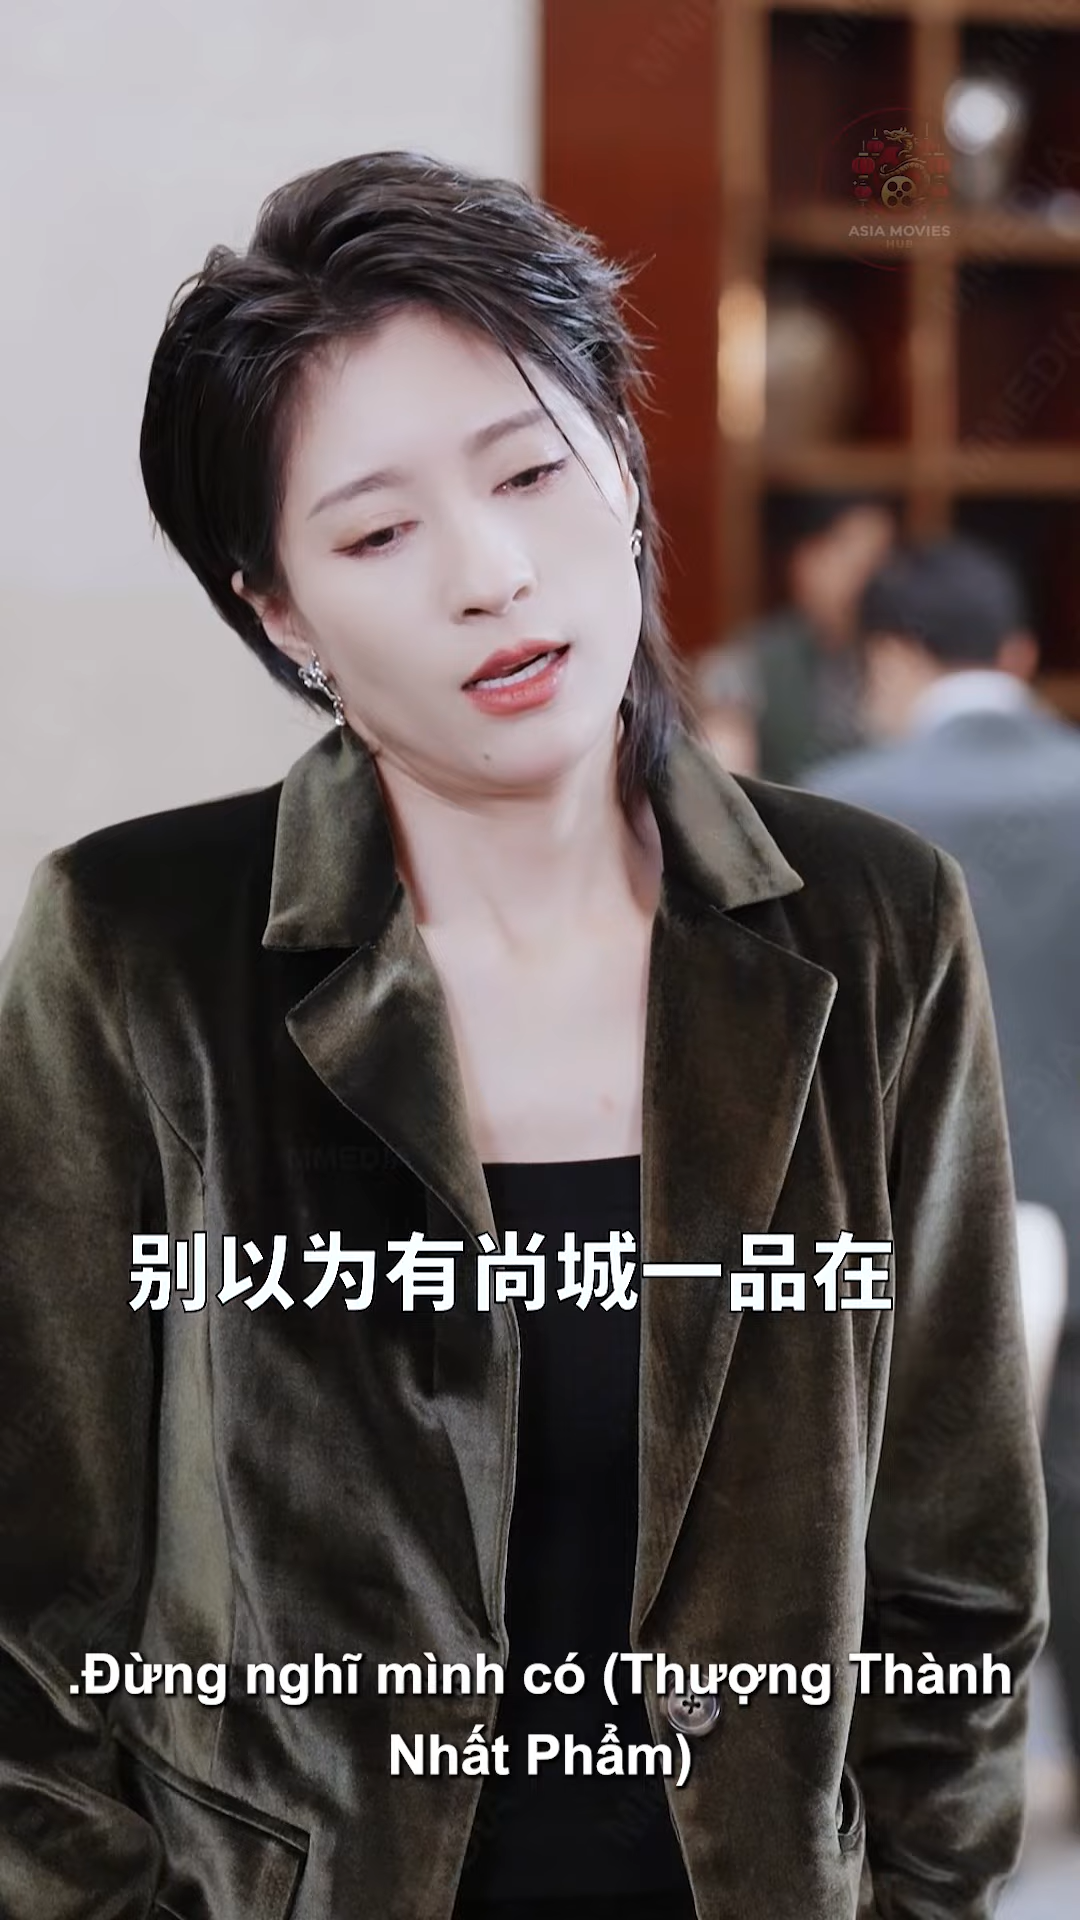 ASIA MOVIES
HUB
别以为有尚城一品在
.Đừng nghĩ mình có (Thượng Thành
Nhất Phẩm)